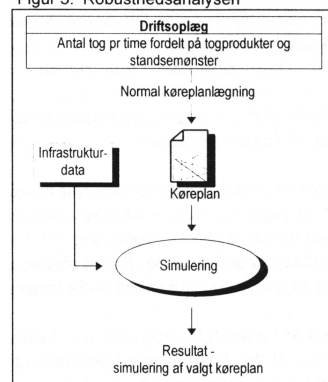 Figur 3. Robusthedsanalysen
Driftsoplæg
Antal tog pr time fordelt på togprodukter og
standsemønster
Normal køreplanlægning
Infrastruktur-
data
Køreplan
Simulering
Resultat -
simulering af valgt køreplan